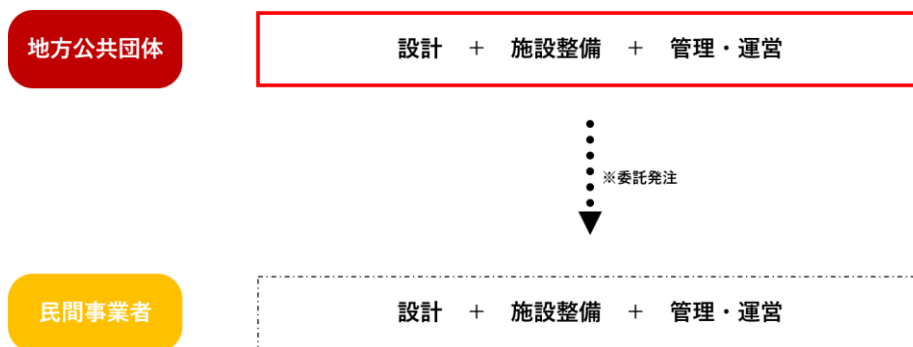 地方公共団体
設計 + 施設整備 + 管理・運営
※委託発注
民間事業者
設計 + 施設整備 + 管理・運営